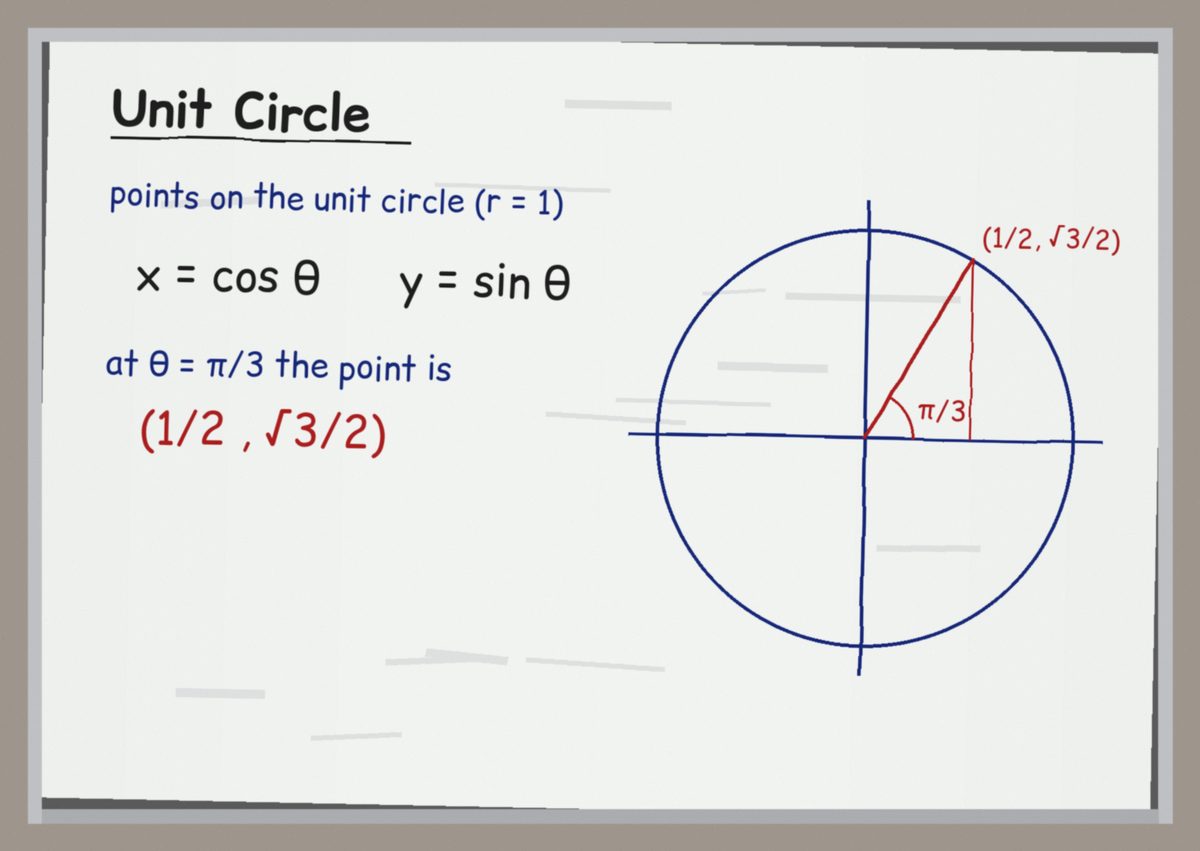 Unit Circle
points on the unit circle (r = 1)
x = cos θ    y = sin θ
at θ = π/3 the point is
(1/2 , √3/2)
(1/2, √3/2)
π/3